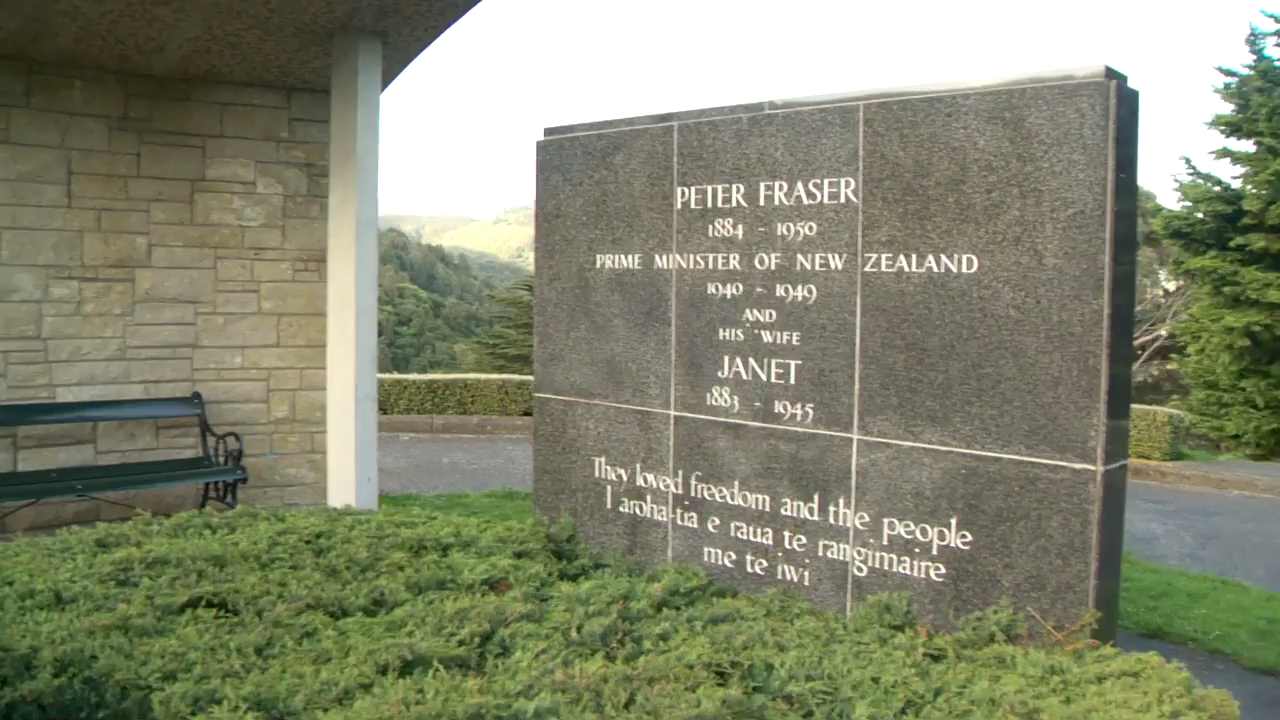 PETER FRASER
1884 - 1950
PRIME MINISTER OF NEW ZEALAND
1940 - 1949
AND
HIS WIFE
JANET
1883 - 1945
They loved freedom and the people
I aroha-tia e raua te rangimaire
me te iwi